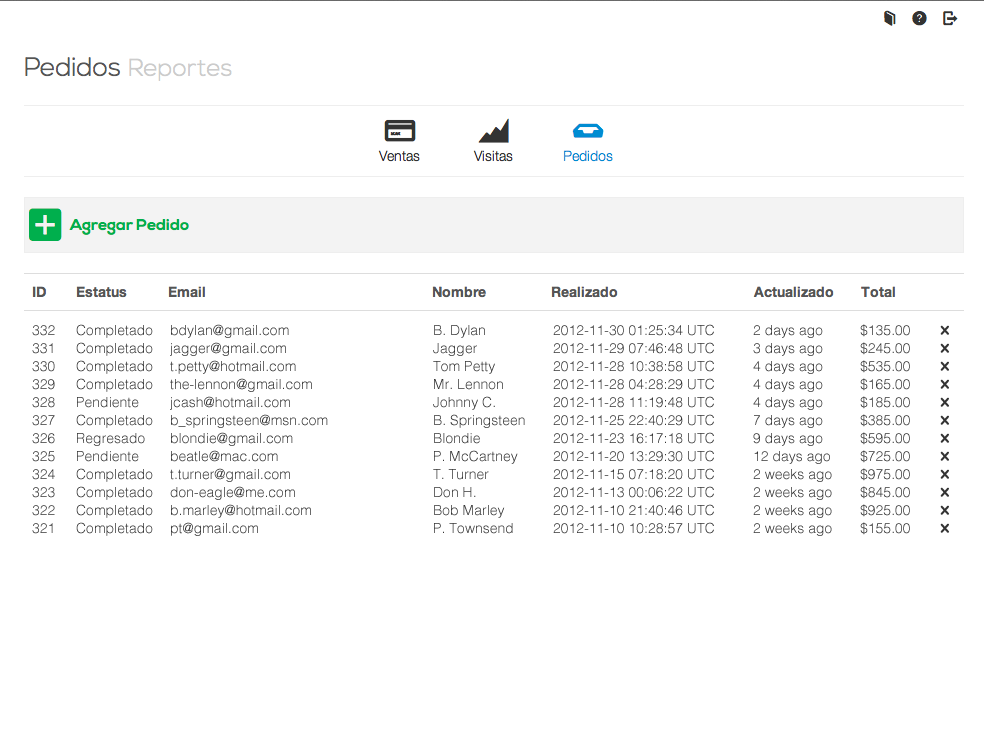 Pedidos Reportes
Ventas Visitas Pedidos
Agregar Pedido
ID Estatus Email Nombre Realizado Actualizado Total
332 Completado bdylan@gmail.com B. Dylan 2012-11-30 01:25:34 UTC 2 days ago $135.00
331 Completado jagger@gmail.com Jagger 2012-11-29 07:46:48 UTC 3 days ago $245.00
330 Completado t.petty@hotmail.com Tom Petty 2012-11-28 10:38:58 UTC 4 days ago $535.00
329 Completado the-lennon@gmail.com Mr. Lennon 2012-11-28 04:28:29 UTC 4 days ago $165.00
328 Pendiente jcash@hotmail.com Johnny C. 2012-11-28 11:19:48 UTC 4 days ago $185.00
327 Completado b_springsteen@msn.com B. Springsteen 2012-11-25 22:40:29 UTC 7 days ago $385.00
326 Regresado blondie@gmail.com Blondie 2012-11-23 16:17:18 UTC 9 days ago $595.00
325 Pendiente beatle@mac.com P. McCartney 2012-11-20 13:29:30 UTC 12 days ago $725.00
324 Completado t.turner@gmail.com T. Turner 2012-11-15 07:18:20 UTC 2 weeks ago $975.00
323 Completado don-eagle@me.com Don H. 2012-11-13 00:06:22 UTC 2 weeks ago $845.00
322 Completado b.marley@hotmail.com Bob Marley 2012-11-10 21:40:46 UTC 2 weeks ago $925.00
321 Completado pt@gmail.com P. Townsend 2012-11-10 10:28:57 UTC 2 weeks ago $155.00